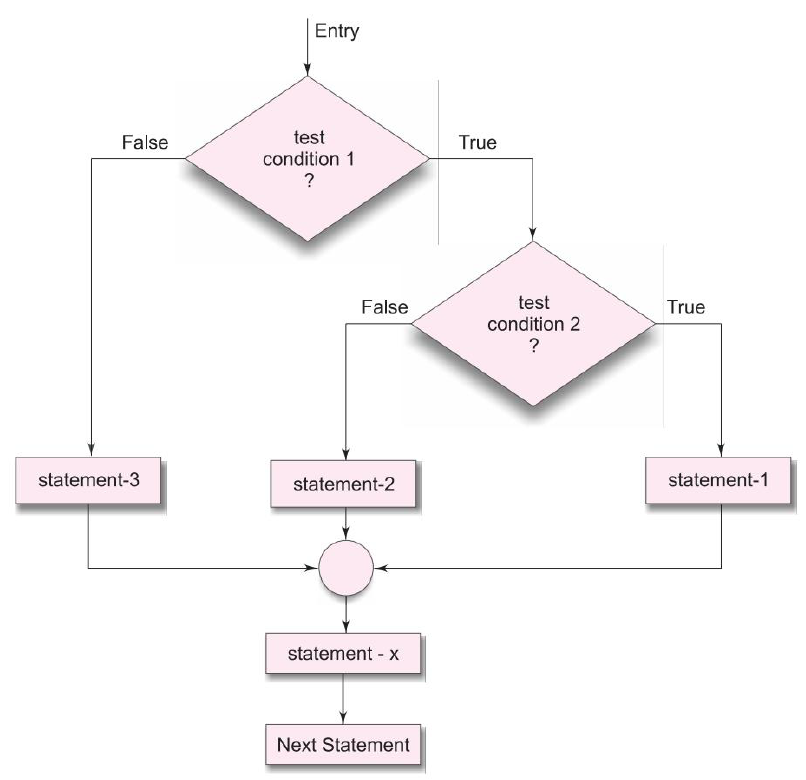 Entry
test
condition 1
?
False
True
test
condition 2
?
False
True
statement-3
statement-2
statement-1
statement - x
Next Statement